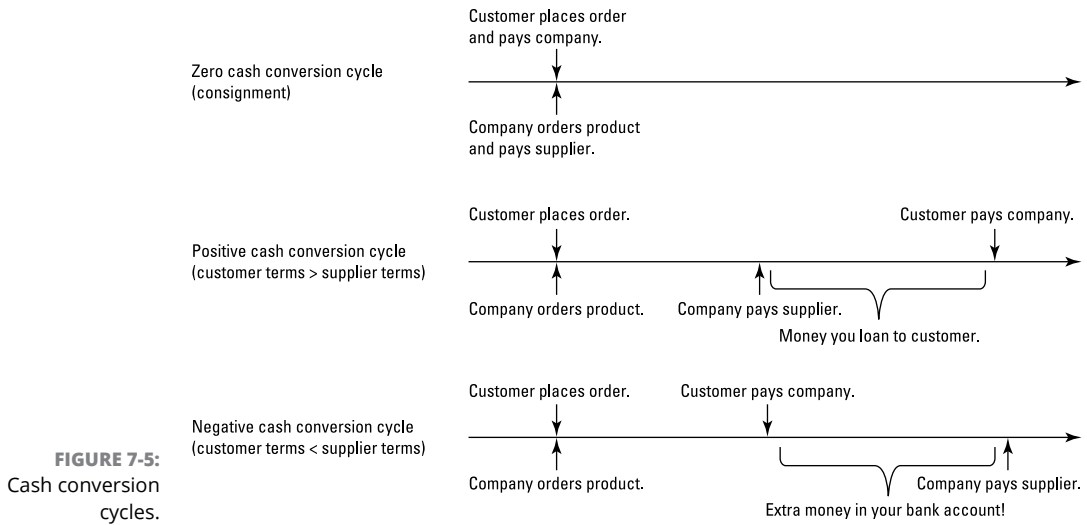 Customer places order
and pays company.
Zero cash conversion cycle
(consignment)
Company orders product
and pays supplier.
Customer places order.
Customer pays company.
Positive cash conversion cycle
(customer terms > supplier terms)
Company orders product.
Company pays supplier.
Money you loan to customer.
Customer places order.
Customer pays company.
Negative cash conversion cycle
(customer terms < supplier terms)
Company orders product.
Company pays supplier.
Extra money in your bank account!
FIGURE 7-5:
Cash conversion
cycles.